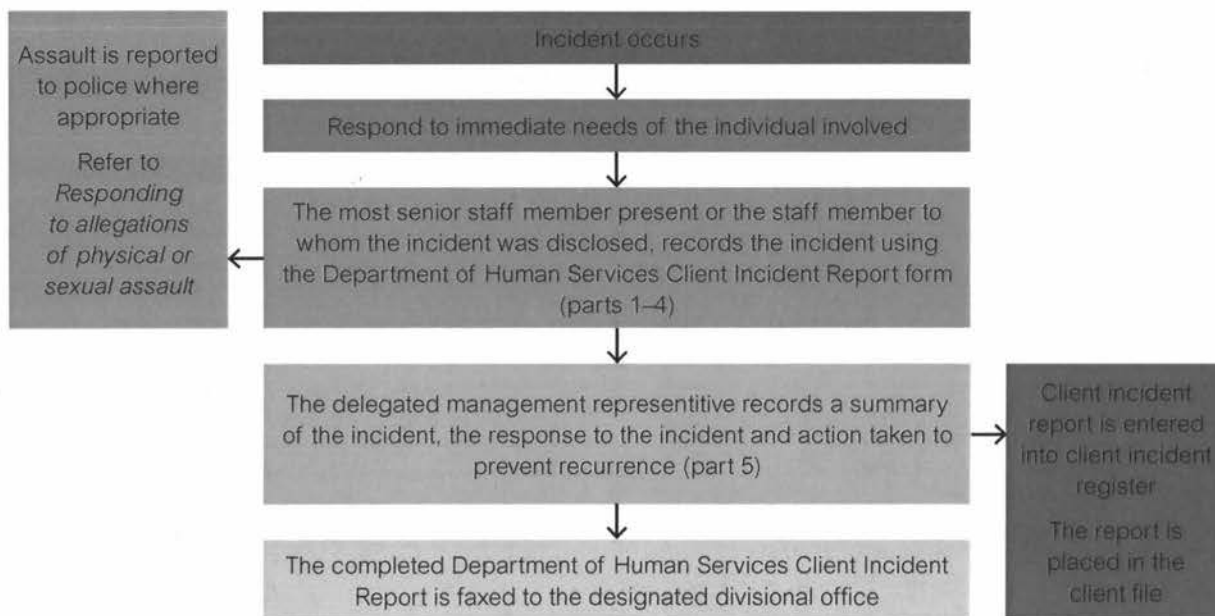 Incident occurs
Respond to immediate needs of the individual involved
The most senior staff member present or the staff member to
whom the incident was disclosed, records the incident using
the Department of Human Services Client Incident Report form
(parts 1–4)
Assault is reported
to police where
appropriate
Refer to
Responding
to allegations
of physical or
sexual assault
The delegated management representitive records a summary
of the incident, the response to the incident and action taken to
prevent recurrence (part 5)
Client incident
report is entered
into client incident
register
The report is
placed in the
client file
The completed Department of Human Services Client Incident
Report is faxed to the designated divisional office